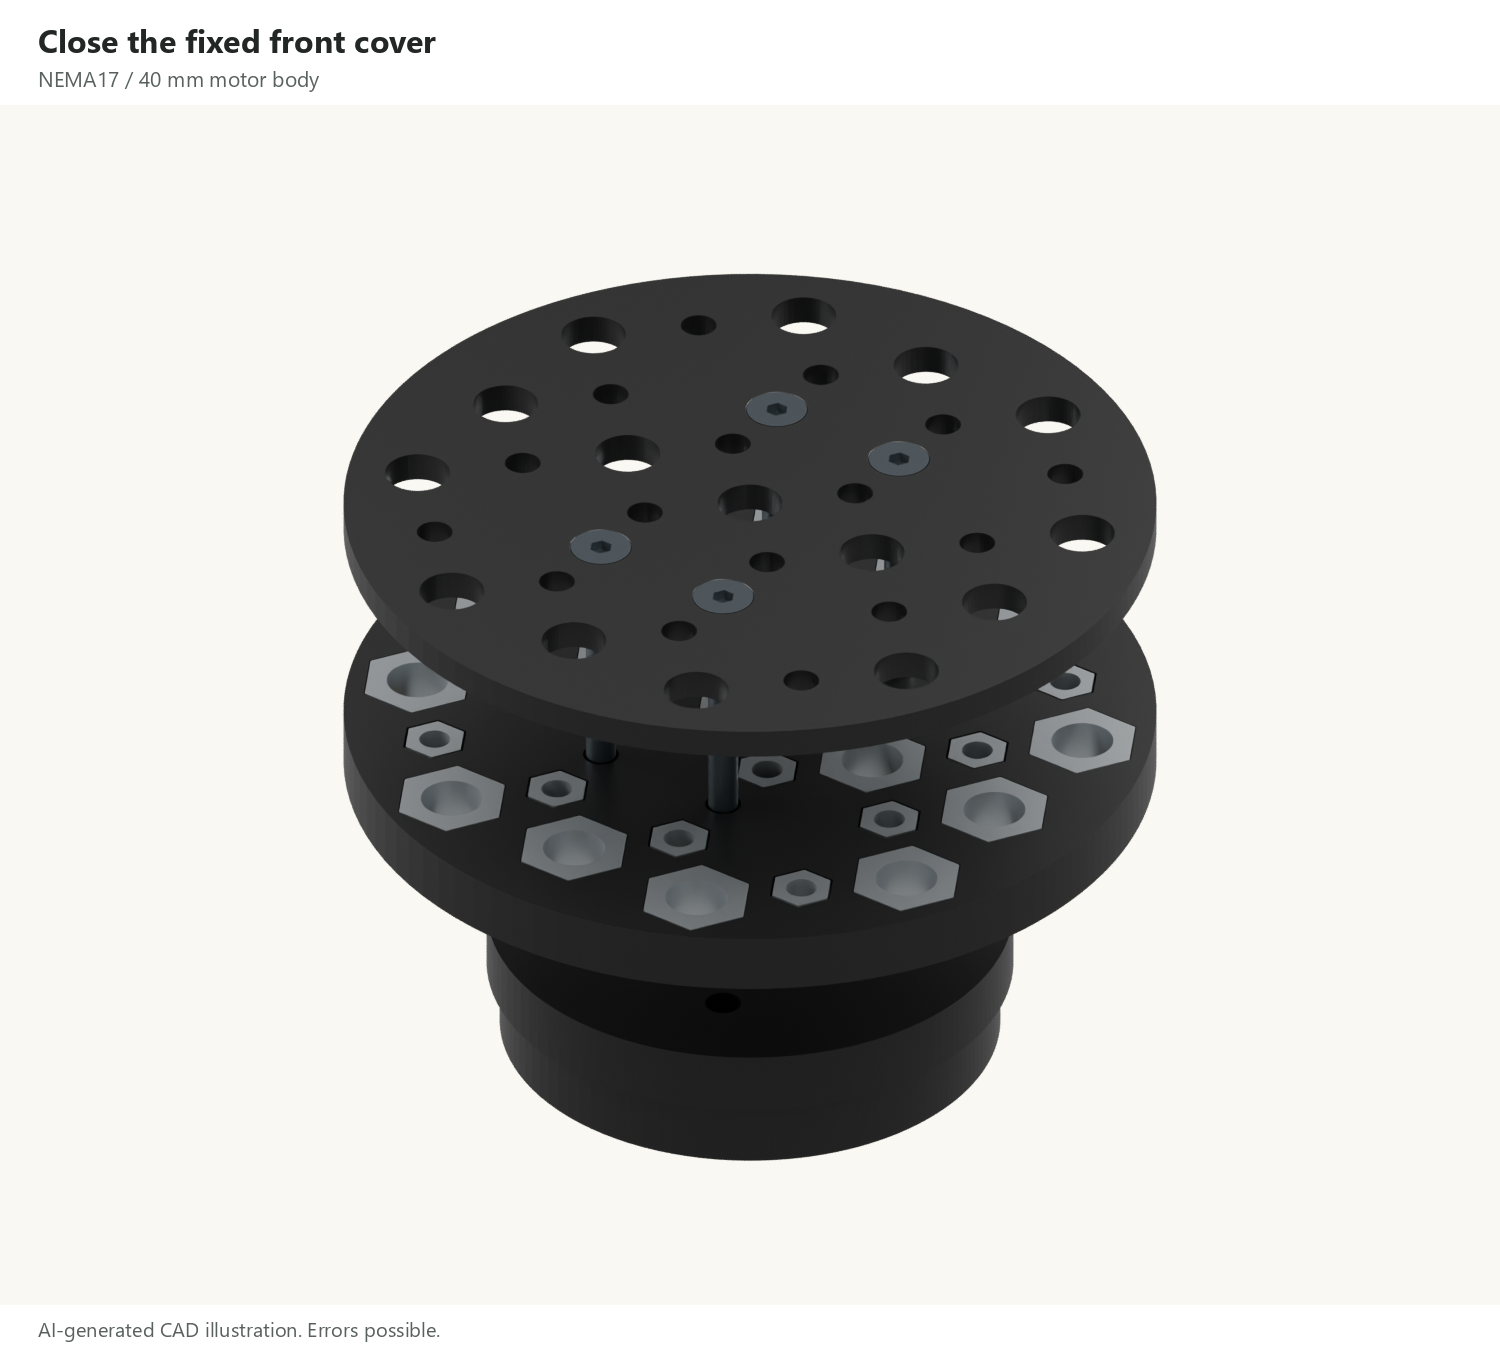 Close the fixed front cover
NEMA17 / 40 mm motor body
AI-generated CAD illustration. Errors possible.